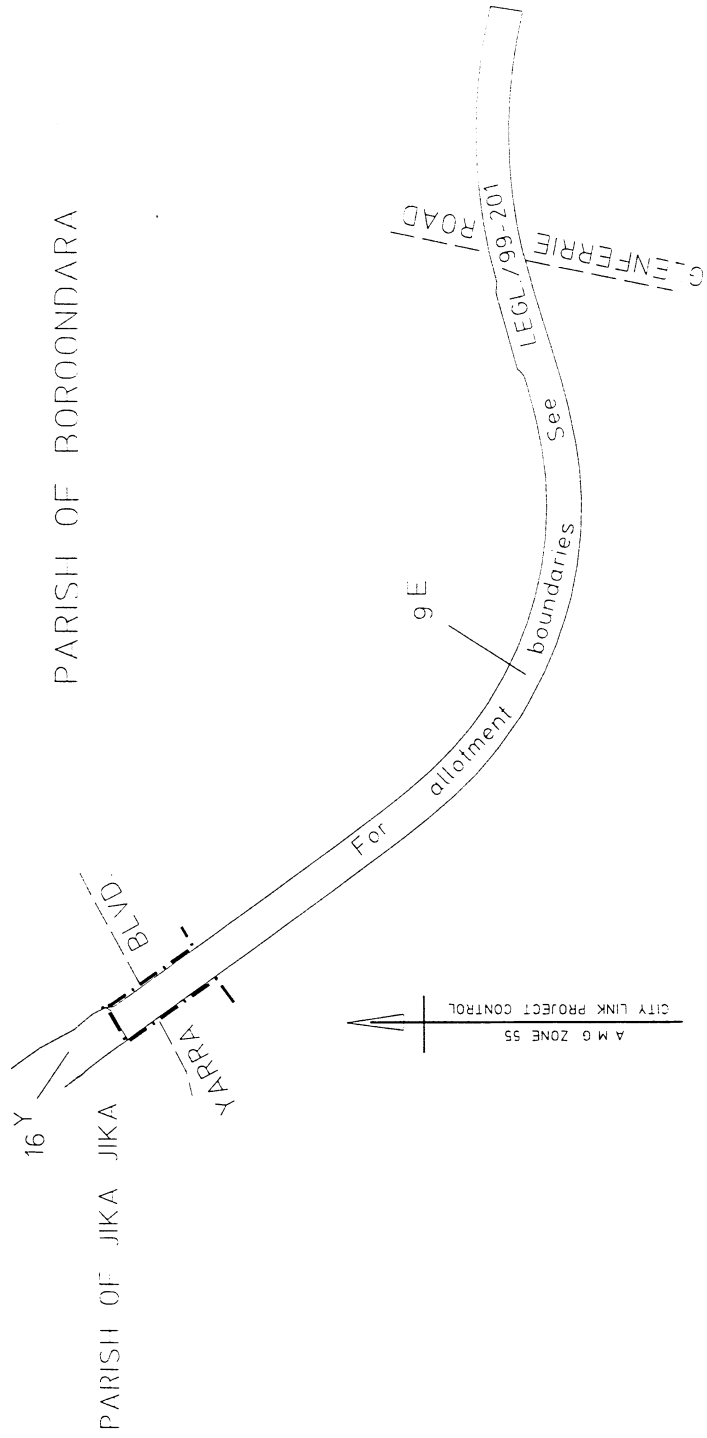 PARISH OF BOROONDARA
PARISH OF JIKA JIKA
16 Y
YARRA BLVD.
9 E
For allotment boundaries See LEGL./99-201
GLENFERRIE ROAD
A M G ZONE 55
CITY LINK PROJECT CONTROL